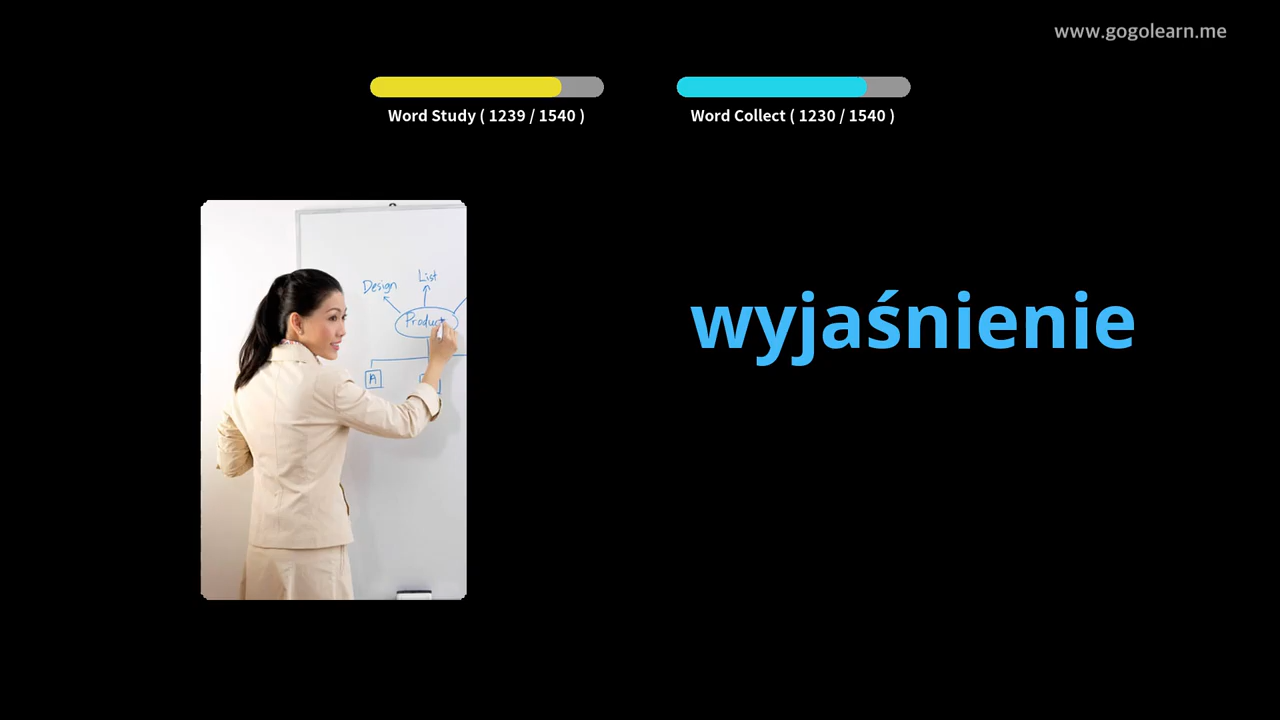 www.gogolearn.me
Word Study ( 1239 / 1540 )
Word Collect ( 1230 / 1540 )
List
Design
Product
A
wyjaśnienie